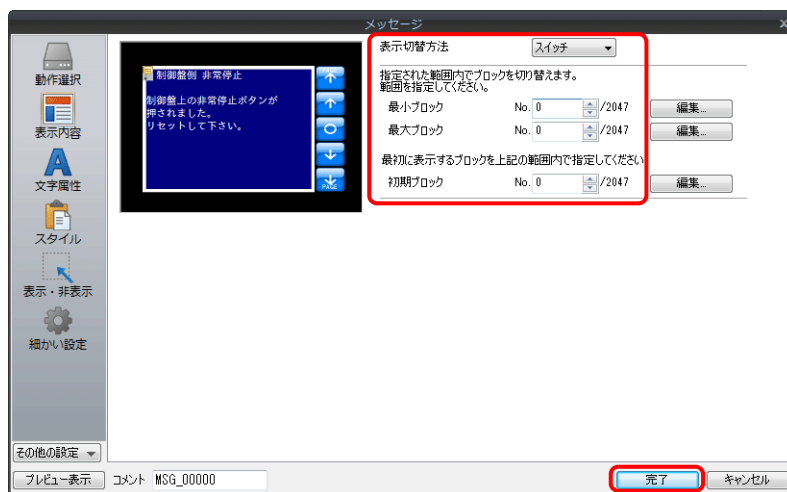 メッセージ
動作選択
表示内容
文字属性
スタイル
表示・非表示
細かい設定
その他の設定
制御盤側 非常停止
制御盤上の非常停止ボタンが
押されました。
リセットして下さい。
PAGE
表示切替方法 スイッチ
指定された範囲内でブロックを切り替えます。
範囲を指定してください。
最小ブロック No. 0 /2047 編集...
最大ブロック No. 0 /2047 編集...
最初に表示するブロックを上記の範囲内で指定してください
初期ブロック No. 0 /2047 編集...
プレビュー表示 コメント MSG_00000 完了 キャンセル